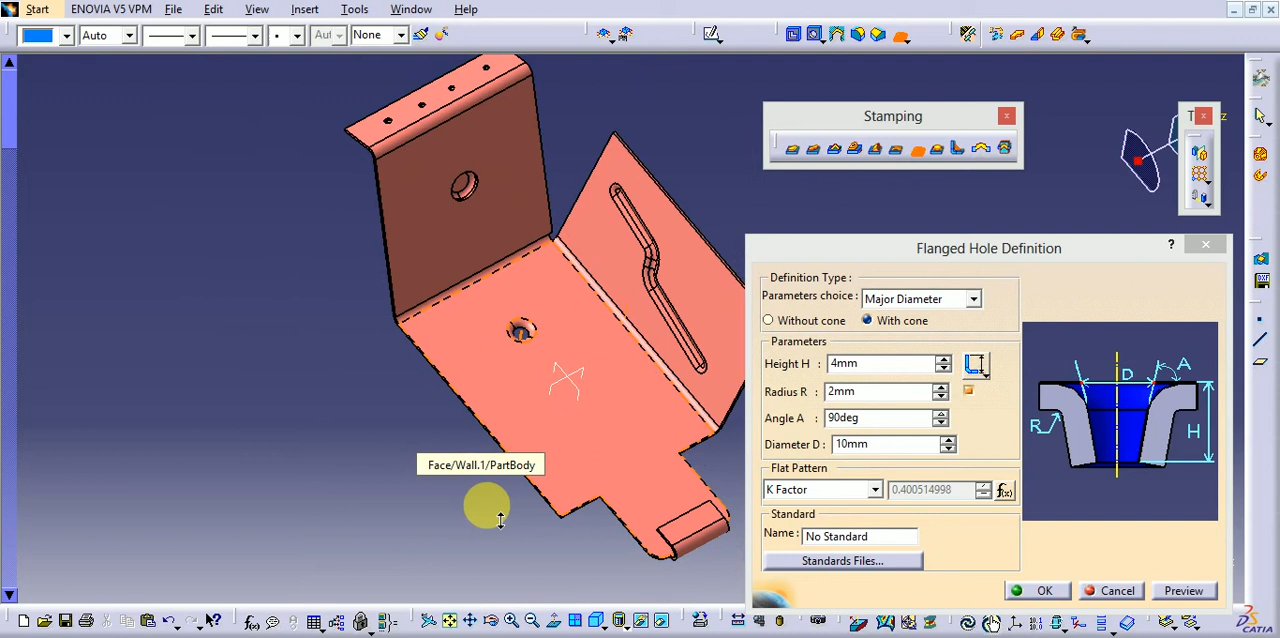 Start ENOVIA V5 VPM File Edit View Insert Tools Window Help
Auto Aut None
Stamping
T
z
Flanged Hole Definition ?
Definition Type :
Parameters choice : Major Diameter
Without cone With cone
Parameters
Height H : 4mm
Radius R : 2mm
Angle A : 90deg
Diameter D : 10mm
Flat Pattern
K Factor 0.400514998 f(x)
Standard
Name : No Standard
Standards Files...
OK Cancel Preview
D A
R H
Face/Wall.1/PartBody
CATIA